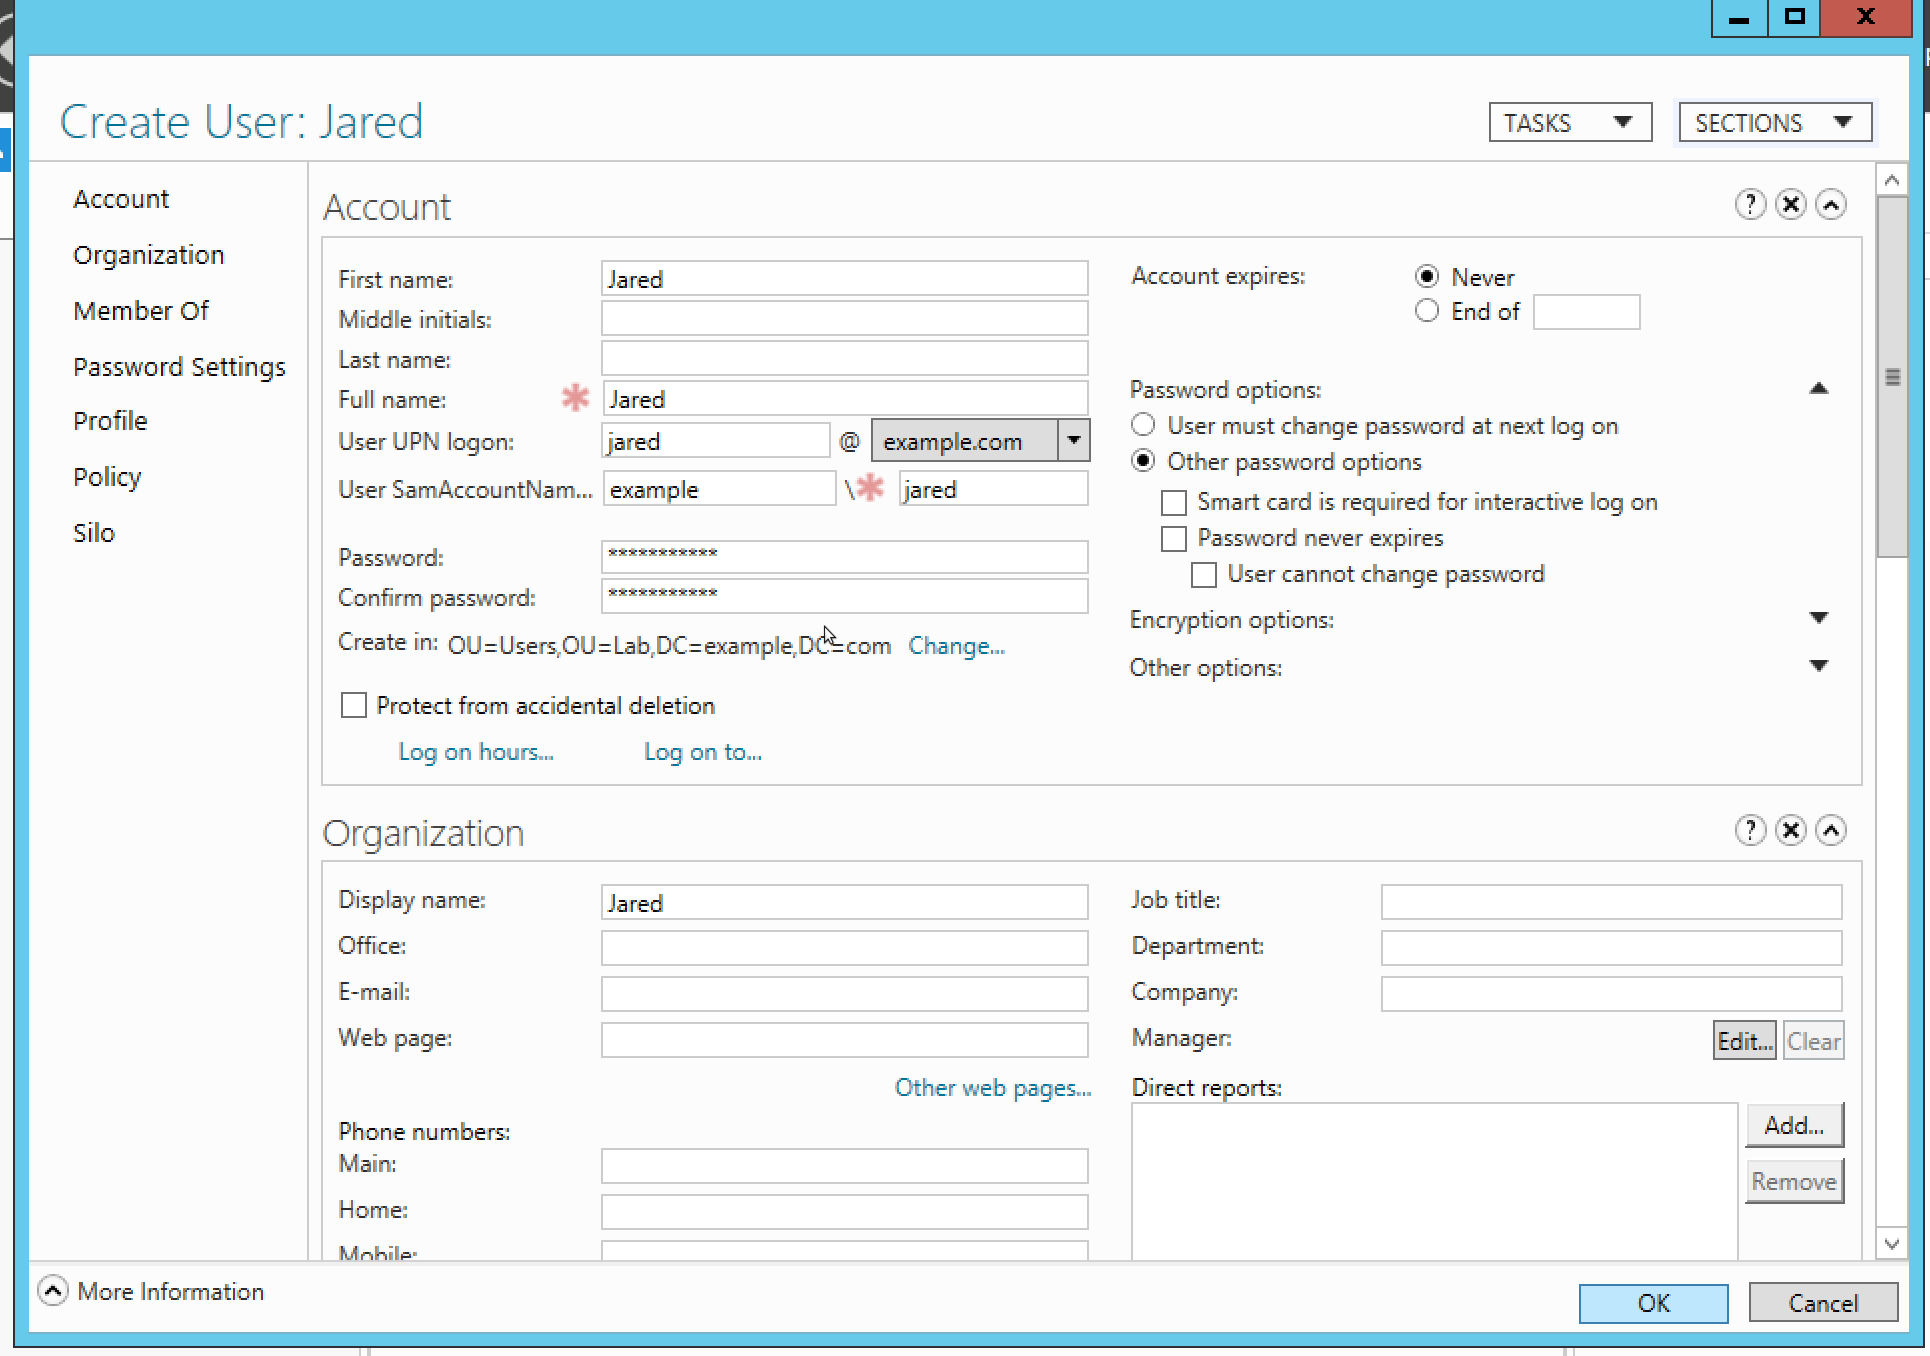 Create User: Jared
TASKS
SECTIONS
Account
Organization
Member Of
Password Settings
Profile
Policy
Silo
Account
First name: Jared
Middle initials:
Last name:
Full name: * Jared
User UPN logon: jared @ example.com
User SamAccountNam... example \ * jared
Password: ***********
Confirm password: ***********
Create in: OU=Users,OU=Lab,DC=example,DC=com Change...
Protect from accidental deletion
Log on hours... Log on to...
Account expires: Never
End of
Password options:
User must change password at next log on
Other password options
Smart card is required for interactive log on
Password never expires
User cannot change password
Encryption options:
Other options:
Organization
Display name: Jared
Office:
E-mail:
Web page:
Other web pages...
Phone numbers:
Main:
Home:
Mobile:
Job title:
Department:
Company:
Manager: Edit... Clear
Direct reports:
Add...
Remove
More Information
OK Cancel